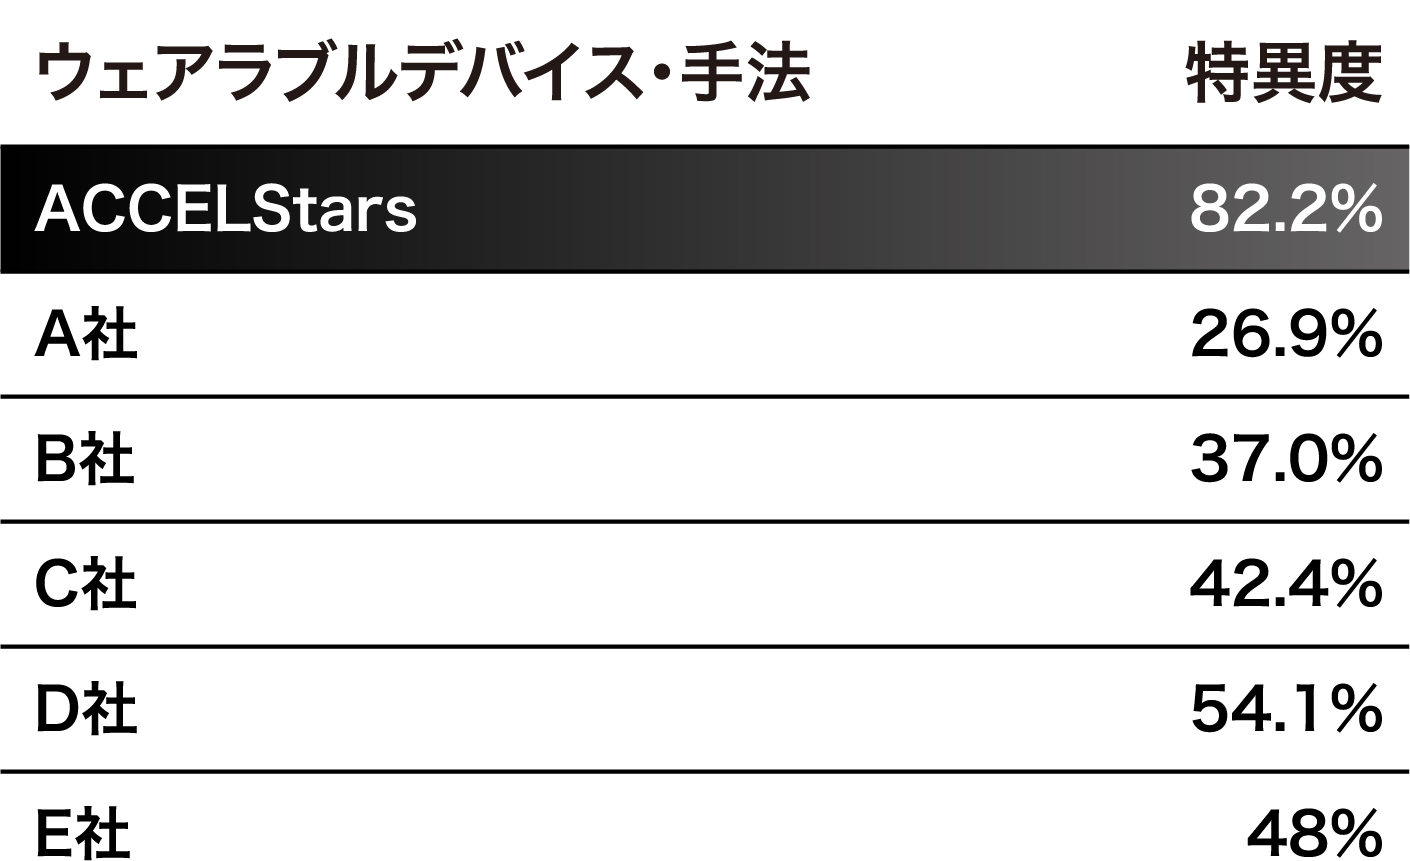 ウェアラブルデバイス・手法 特異度
ACCELStars 82.2%
A社 26.9%
B社 37.0%
C社 42.4%
D社 54.1%
E社 48%